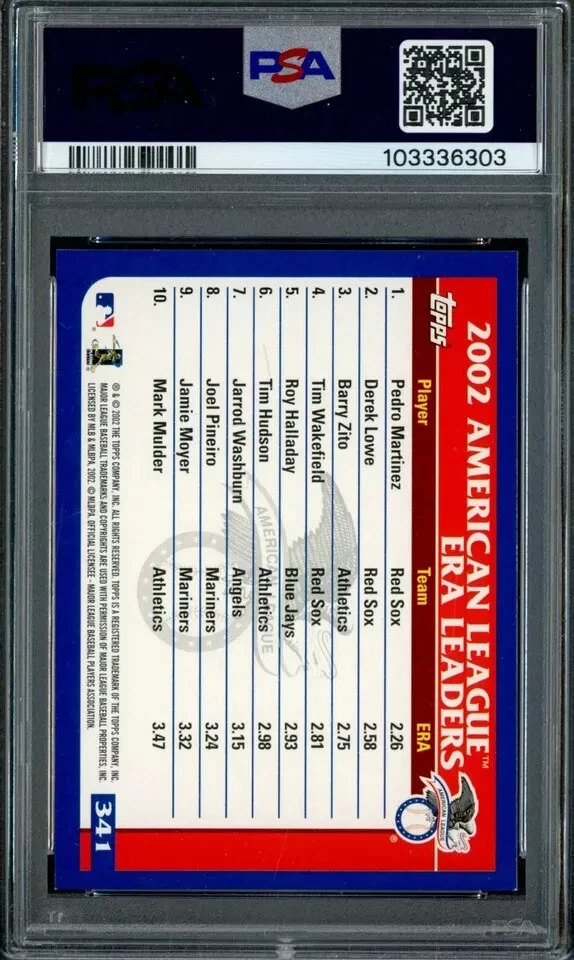 PSA
PSA
103336303
topps
2002 AMERICAN LEAGUE™
ERA LEADERS
Player Team ERA
1. Pedro Martinez Red Sox 2.26
2. Derek Lowe Red Sox 2.58
3. Barry Zito Athletics 2.75
4. Tim Wakefield Red Sox 2.81
5. Roy Halladay Blue Jays 2.93
6. Tim Hudson Athletics 2.98
7. Jarrod Washburn Angels 3.15
8. Joel Pineiro Mariners 3.24
9. Jamie Moyer Mariners 3.32
10. Mark Mulder Athletics 3.47
AMERICAN LEAGUE
AMERICAN LEAGUE
®
® & © 2002 THE TOPPS COMPANY, INC. ALL RIGHTS RESERVED. TOPPS IS A REGISTERED TRADEMARK OF THE TOPPS COMPANY, INC.
MAJOR LEAGUE BASEBALL TRADEMARKS AND COPYRIGHTS ARE USED WITH PERMISSION OF MAJOR LEAGUE BASEBALL PROPERTIES, INC.
LICENSED BY MLB & MLBPA, 2002. © MLBPA. OFFICIAL LICENSEE - MAJOR LEAGUE BASEBALL PLAYERS ASSOCIATION.
341
PSA